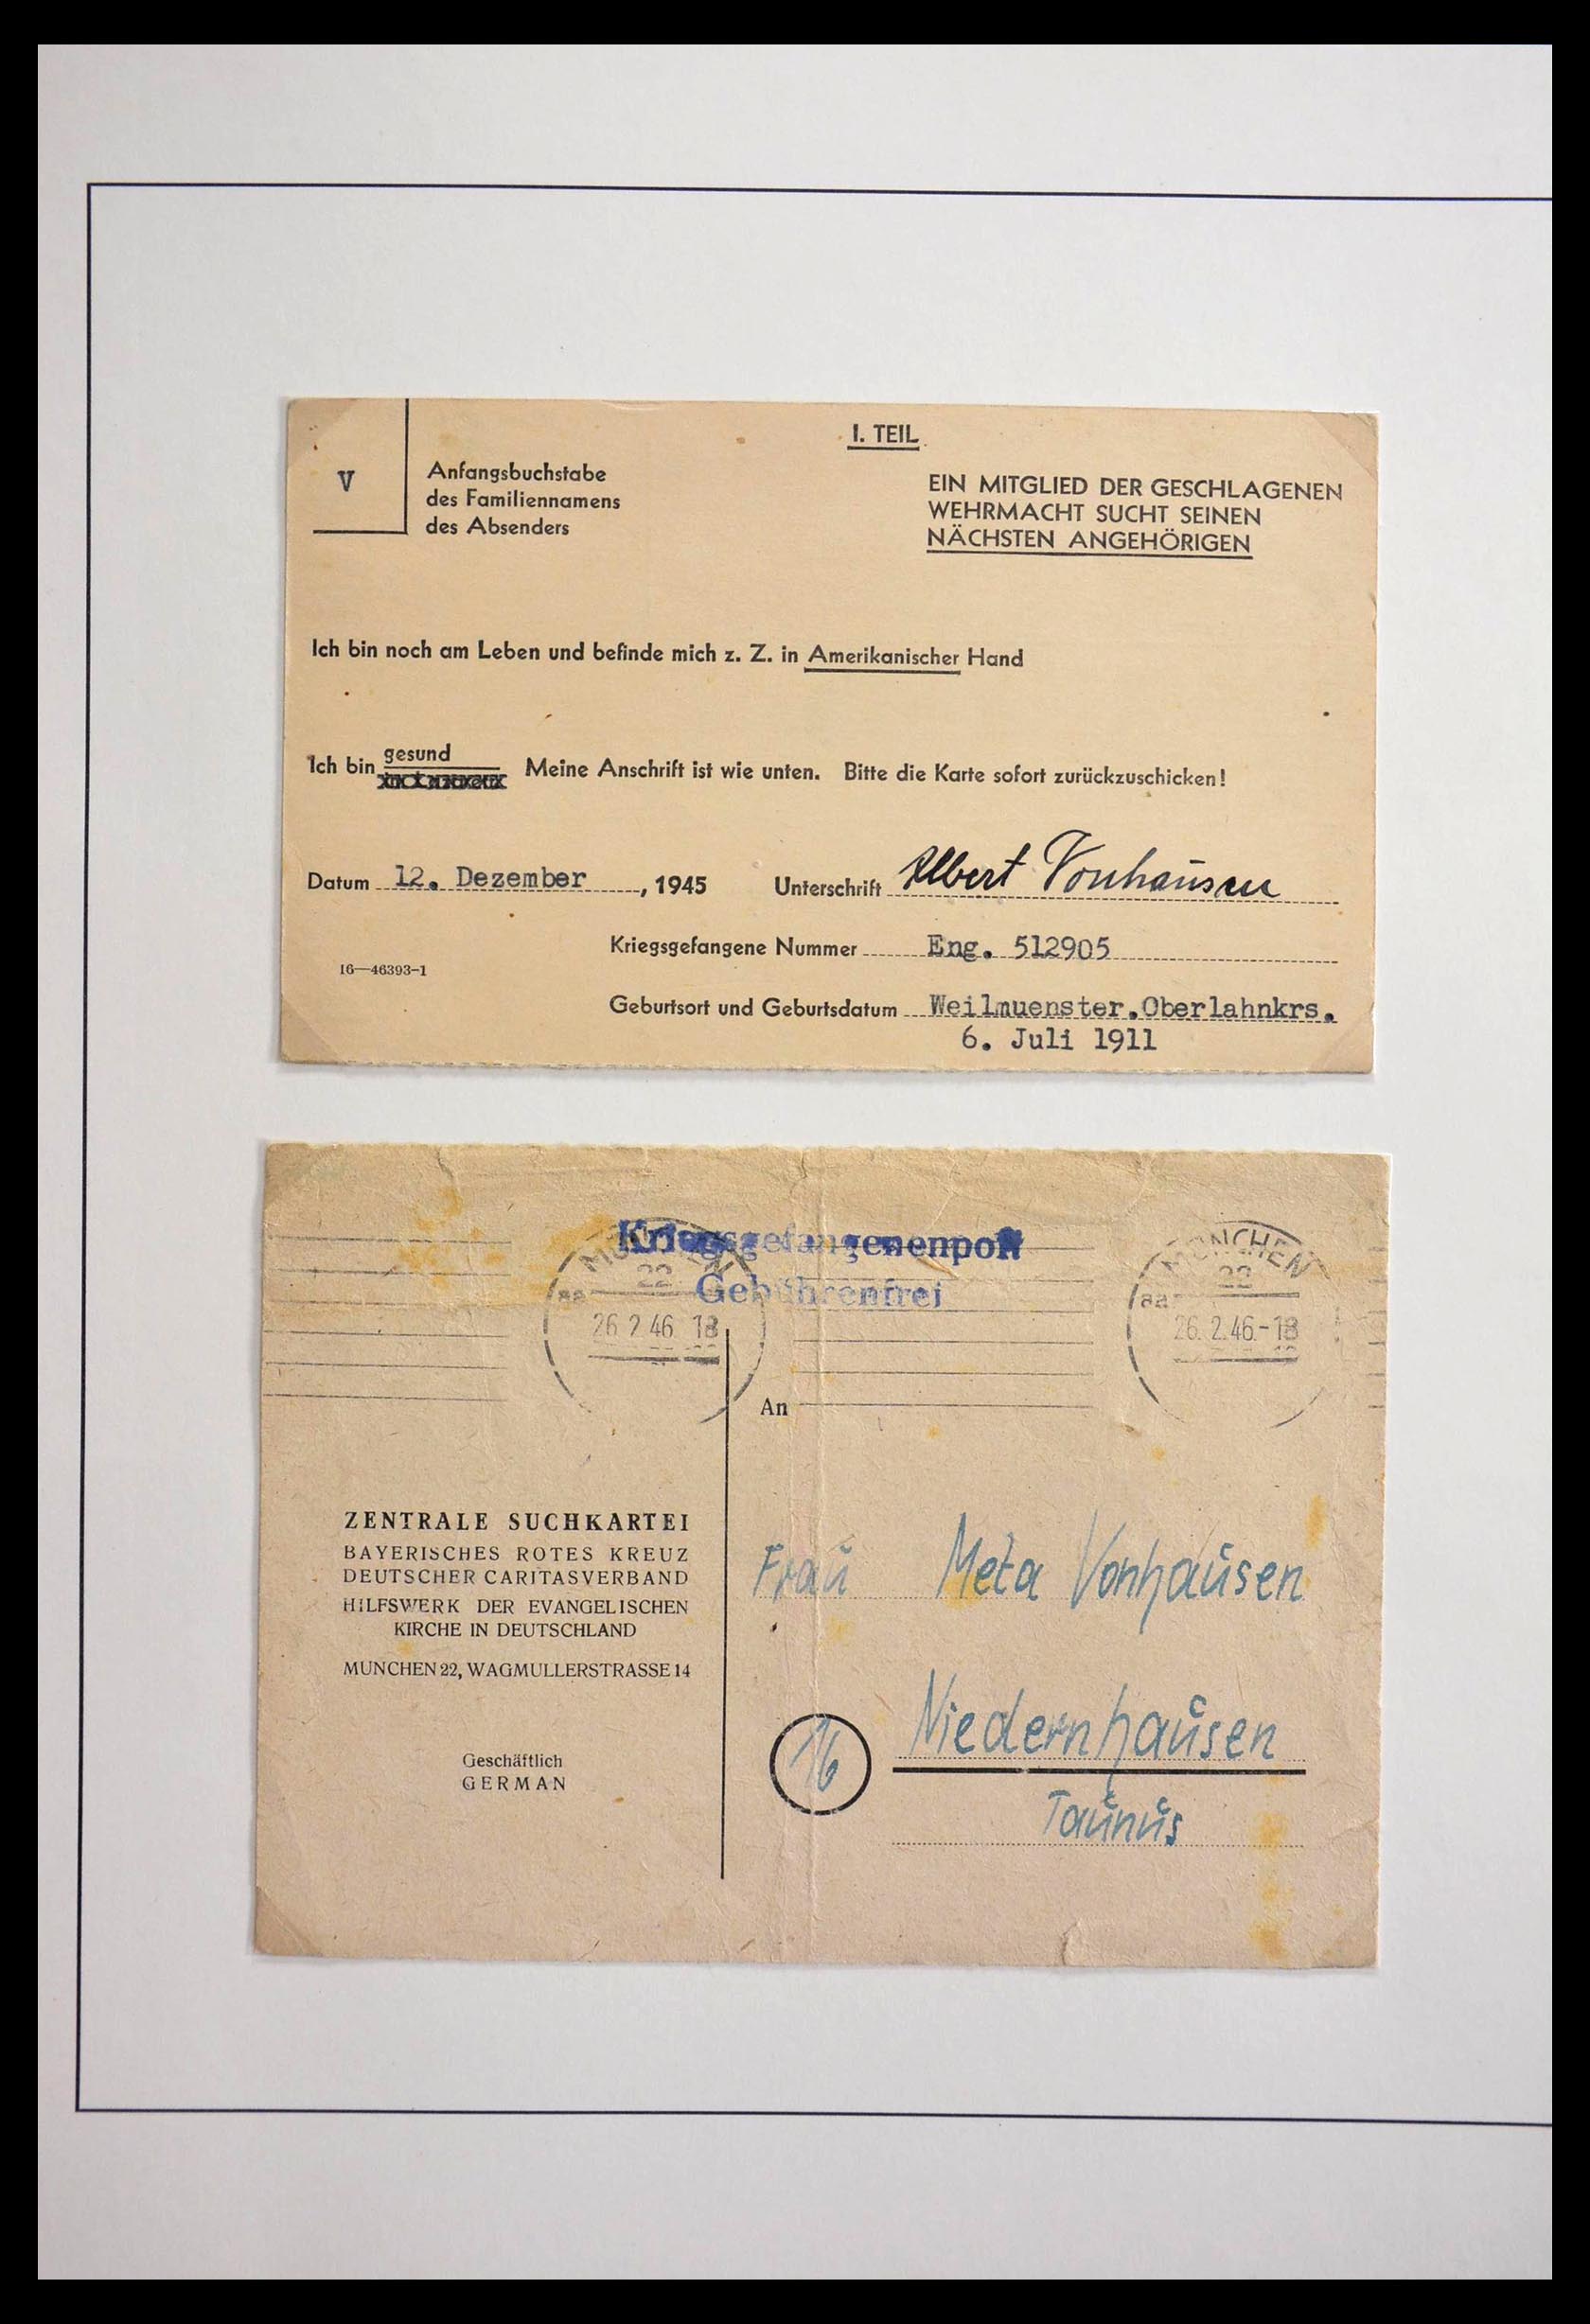 I. TEIL
V
Anfangsbuchstabe
des Familiennamens
des Absenders
EIN MITGLIED DER GESCHLAGENEN
WEHRMACHT SUCHT SEINEN
NÄCHSTEN ANGEHÖRIGEN
Ich bin noch am Leben und befinde mich z. Z. in Amerikanischer Hand
Ich bin gesund Meine Anschrift ist wie unten. Bitte die Karte sofort zurückzuschicken!
Datum 12. Dezember, 1945 Unterschrift Albert Vonhausen
Kriegsgefangene Nummer Eng. 512905
16—46393-1
Geburtsort und Geburtsdatum Weilmuenster.Oberlahnkrs.
6. Juli 1911
Kriegsgefangenenpost
Gebührenfrei
MÜNCHEN
22
aa
26 2 46 18
MÜNCHEN
22
aa
26. 2. 46.-18
An
ZENTRALE SUCHKARTEI
BAYERISCHES ROTES KREUZ
DEUTSCHER CARITASVERBAND
HILFSWERK DER EVANGELISCHEN
KIRCHE IN DEUTSCHLAND
MUNCHEN 22, WAGMULLERSTRASSE 14
Geschäftlich
GERMAN
Frau Meta Vonhausen
16 Niedernhausen
Taunus